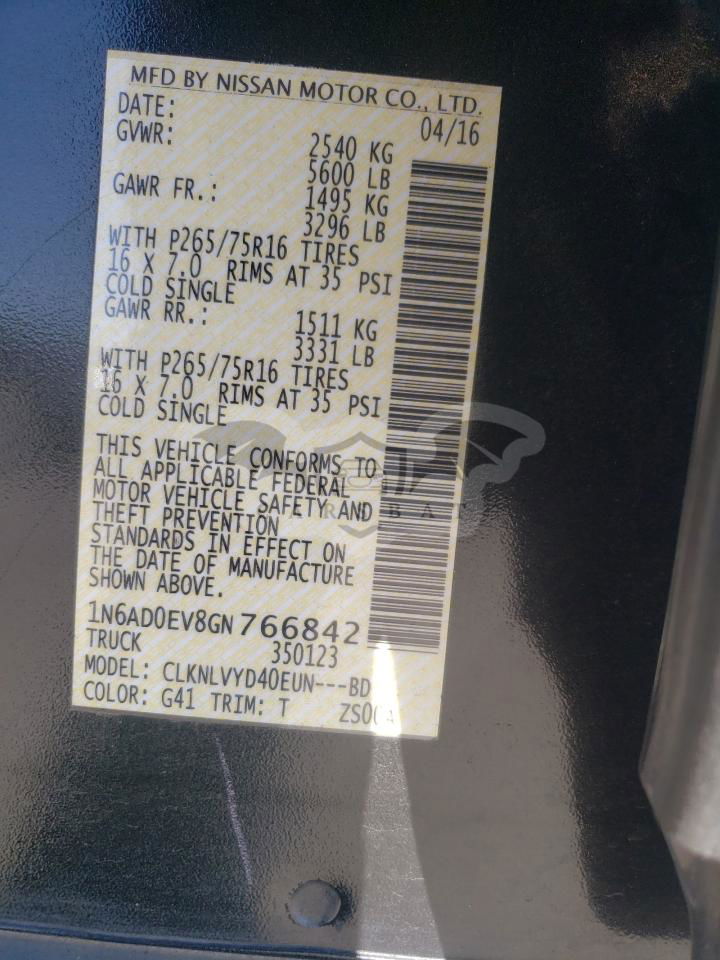 MFD BY NISSAN MOTOR CO., LTD.
DATE: 04/16
GVWR: 2540 KG
5600 LB
GAWR FR.: 1495 KG
3296 LB
WITH P265/75R16 TIRES
16 X 7.0 RIMS AT 35 PSI
COLD SINGLE
GAWR RR.: 1511 KG
3331 LB
WITH P265/75R16 TIRES
16 X 7.0 RIMS AT 35 PSI
COLD SINGLE
THIS VEHICLE CONFORMS TO
ALL APPLICABLE FEDERAL
MOTOR VEHICLE SAFETY AND
THEFT PREVENTION
STANDARDS IN EFFECT ON
THE DATE OF MANUFACTURE
SHOWN ABOVE.
1N6AD0EV8GN766842
TRUCK 350123
MODEL: CLKNLVYD40EUN---BD
COLOR: G41 TRIM: T